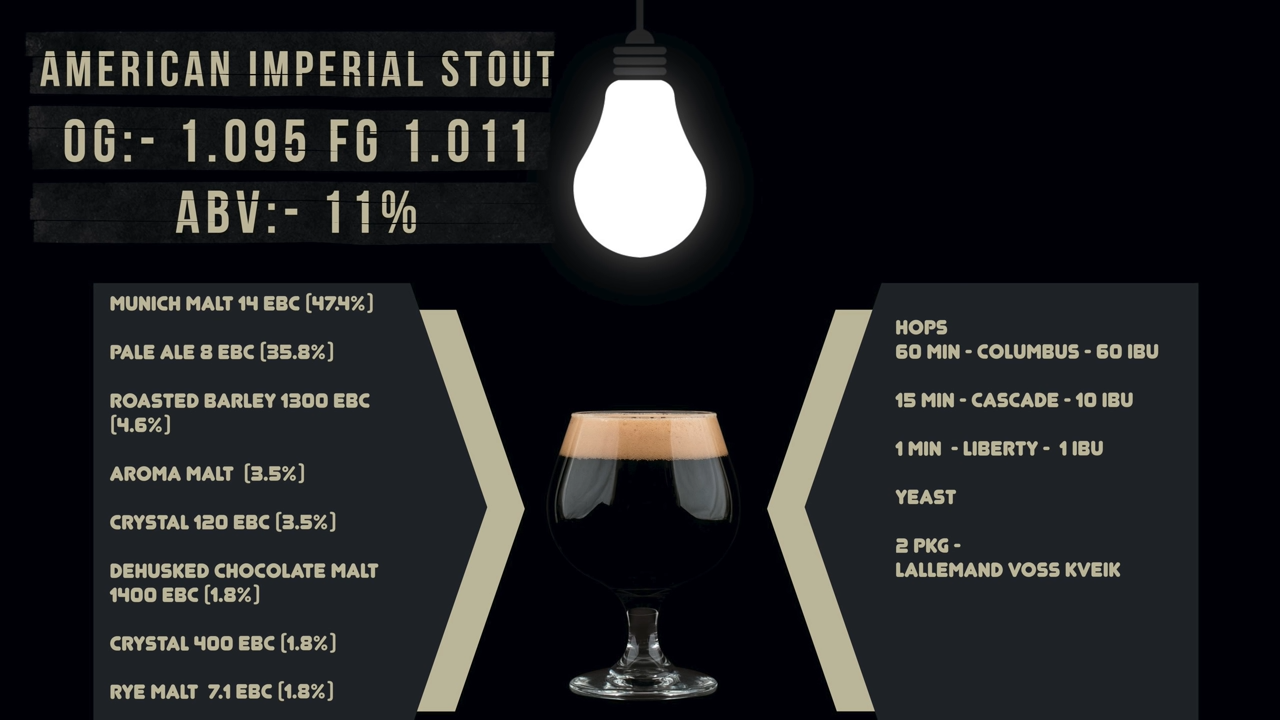 AMERICAN IMPERIAL STOUT
OG:- 1.095 FG 1.011
ABV:- 11%
MUNICH MALT 14 EBC (47.4%)
PALE ALE 8 EBC (35.8%)
ROASTED BARLEY 1300 EBC
(4.6%)
AROMA MALT (3.5%)
CRYSTAL 120 EBC (3.5%)
DEHUSKED CHOCOLATE MALT
1400 EBC (1.8%)
CRYSTAL 400 EBC (1.8%)
RYE MALT 7.1 EBC (1.8%)
HOPS
60 MIN - COLUMBUS - 60 IBU
15 MIN - CASCADE - 10 IBU
1 MIN - LIBERTY - 1 IBU
YEAST
2 PKG -
LALLEMAND VOSS KVEIK